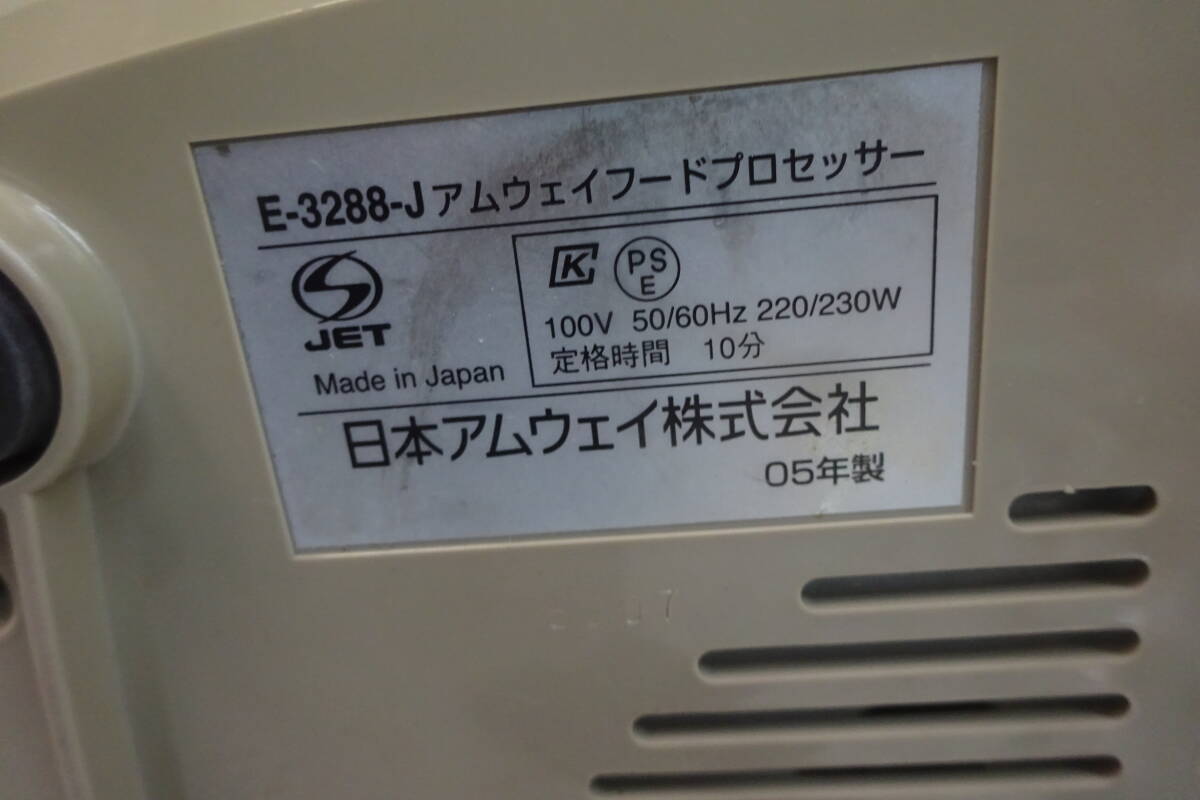 E-3288-J アムウェイフードプロセッサー
JET
Made in Japan
K PS E
100V 50/60Hz 220/230W
定格時間 10分
日本アムウェイ株式会社
05年製